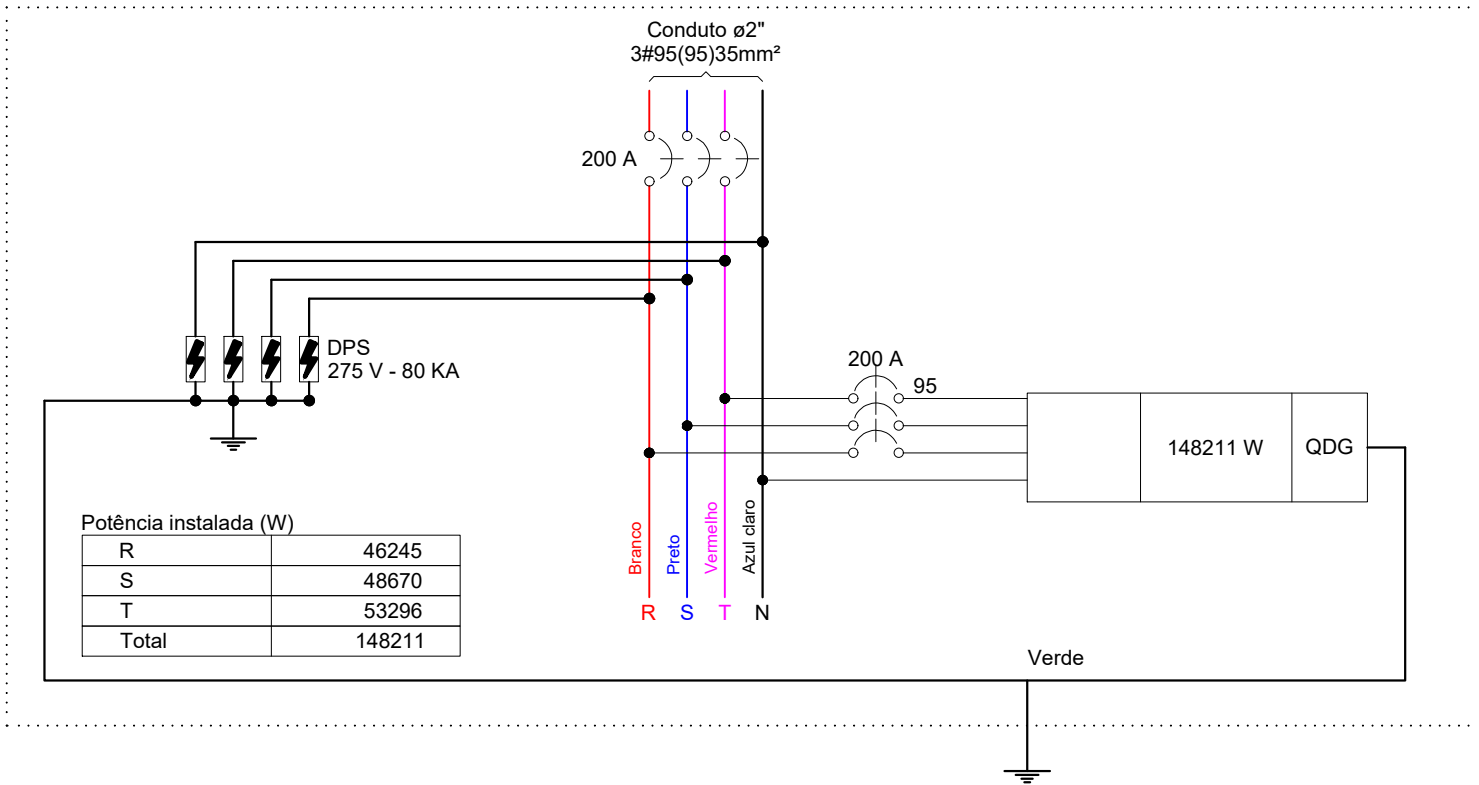 Conduto ø2"
3#95(95)35mm²
200 A
DPS
275 V - 80 KA
200 A
95
148211 W
QDG
Potência instalada (W)
R 46245
S 48670
T 53296
Total 148211
Branco
Preto
Vermelho
Azul claro
R S T N
Verde